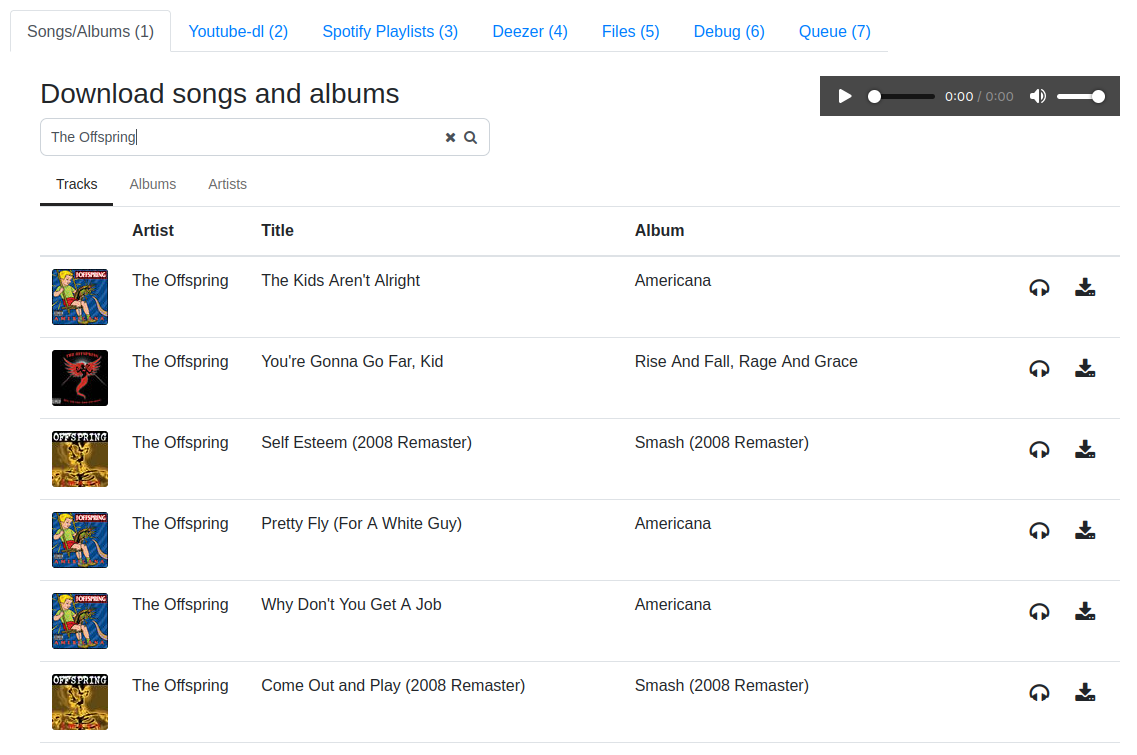 Songs/Albums (1) Youtube-dl (2) Spotify Playlists (3) Deezer (4) Files (5) Debug (6) Queue (7)
Download songs and albums
0:00 / 0:00
The Offspring
Tracks Albums Artists
Artist Title Album
The Offspring The Kids Aren't Alright Americana
The Offspring You're Gonna Go Far, Kid Rise And Fall, Rage And Grace
The Offspring Self Esteem (2008 Remaster) Smash (2008 Remaster)
The Offspring Pretty Fly (For A White Guy) Americana
The Offspring Why Don't You Get A Job Americana
The Offspring Come Out and Play (2008 Remaster) Smash (2008 Remaster)